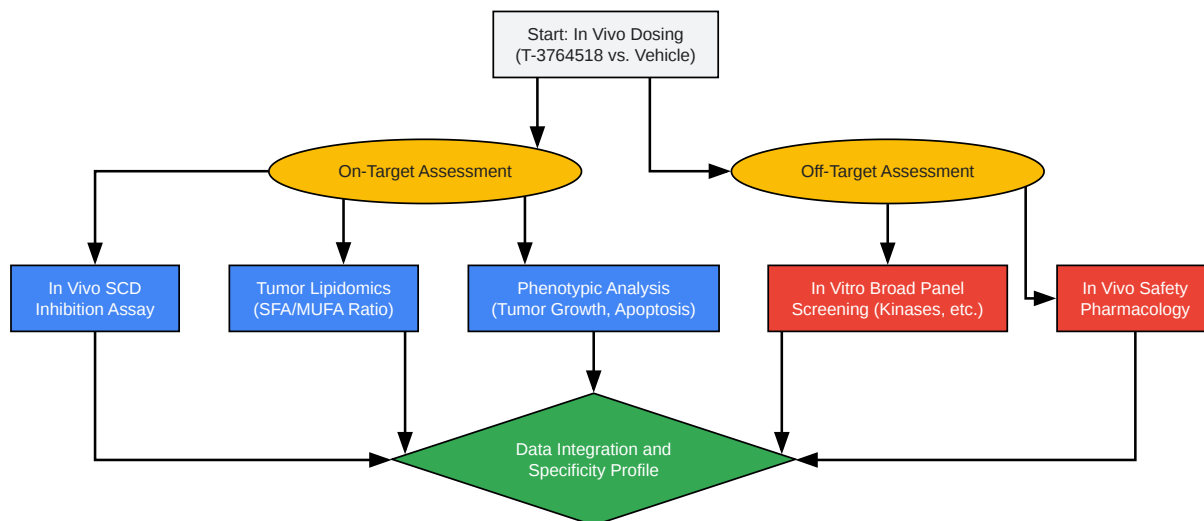 Start: In Vivo Dosing
(T-3764518 vs. Vehicle)
On-Target Assessment
Off-Target Assessment
In Vivo SCD
Inhibition Assay
Tumor Lipidomics
(SFA/MUFA Ratio)
Phenotypic Analysis
(Tumor Growth, Apoptosis)
In Vitro Broad Panel
Screening (Kinases, etc.)
In Vivo Safety
Pharmacology
Data Integration and
Specificity Profile